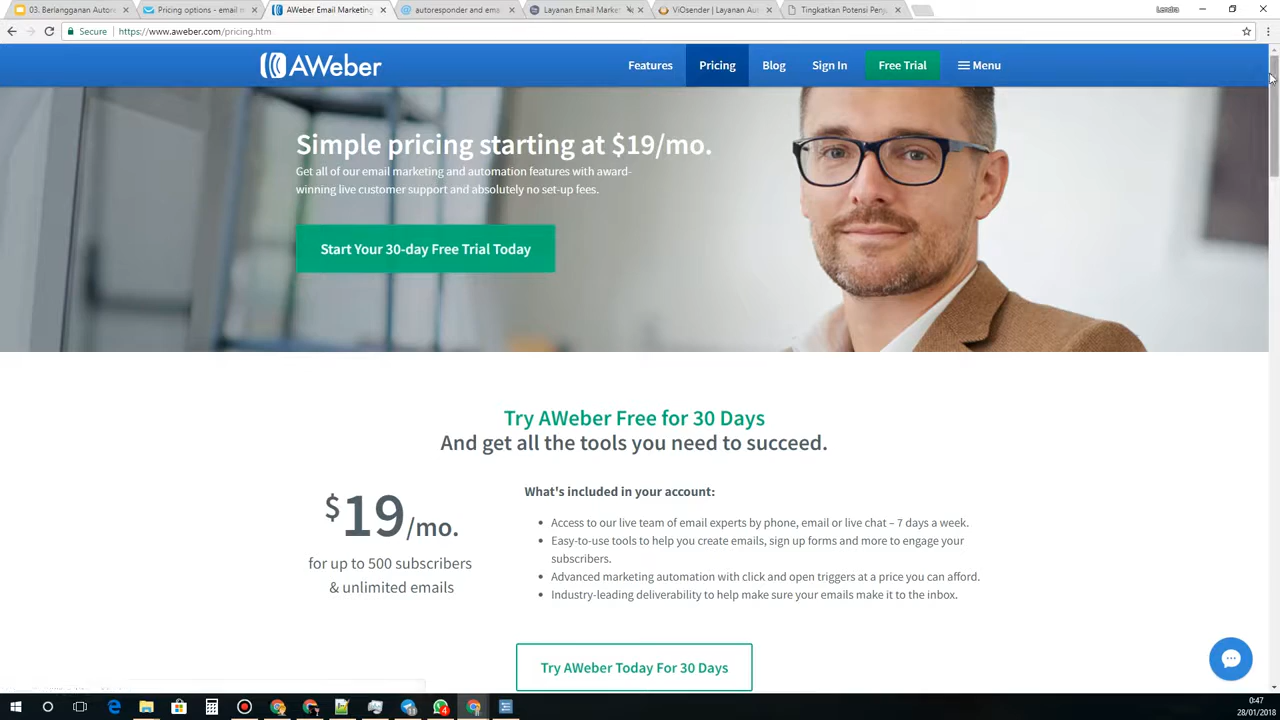 03. Berlangganan Autor
Pricing options - email m
AWeber Email Marketing
autoresponder and ema
Layanan Email Market
ViOsender | Layanan Aut
Tingkatkan Potensi Penj
Lendra
Secure
https://www.aweber.com/pricing.htm
AWeber
Features
Pricing
Blog
Sign In
Free Trial
Menu
Simple pricing starting at $19/mo.
Get all of our email marketing and automation features with award-
winning live customer support and absolutely no set-up fees.
Start Your 30-day Free Trial Today
Try AWeber Free for 30 Days
And get all the tools you need to succeed.
$19/mo.
for up to 500 subscribers
& unlimited emails
What's included in your account:
• Access to our live team of email experts by phone, email or live chat – 7 days a week.
• Easy-to-use tools to help you create emails, sign up forms and more to engage your
subscribers.
• Advanced marketing automation with click and open triggers at a price you can afford.
• Industry-leading deliverability to help make sure your emails make it to the inbox.
Try AWeber Today For 30 Days
0:47
28/01/2018